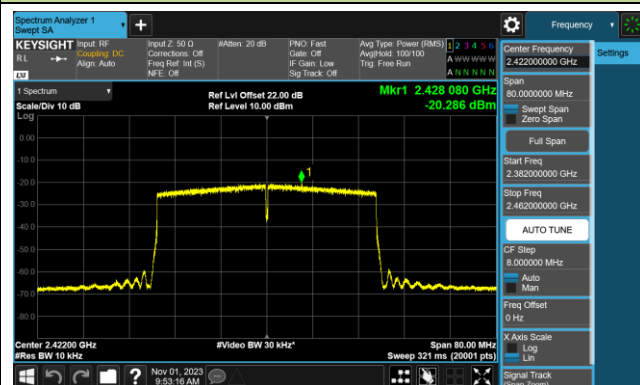 Spectrum Analyzer 1
Swept SA
Frequency
KEYSIGHT
RL
LXI
Input: RF
Coupling: DC
Align: Auto
Input Z: 50 Ω
Corrections: Off
Freq Ref: Int (S)
NFE: Off
#Atten: 20 dB
PNO: Fast
Gate: Off
IF Gain: Low
Sig Track: Off
Avg Type: Power (RMS)
Avg|Hold: 100/100
Trig: Free Run
1 2 3 4 5 6
A W W W W W
A N N N N N
1 Spectrum
Scale/Div 10 dB
Log
Ref Lvl Offset 22.00 dB
Ref Level 10.00 dBm
Mkr1 2.428 080 GHz
-20.286 dBm
0.00
-10.0
-20.0
-30.0
-40.0
-50.0
-60.0
-70.0
-80.0
1
Center 2.42200 GHz
#Res BW 10 kHz
#Video BW 30 kHz*
Span 80.00 MHz
Sweep 321 ms (20001 pts)
Nov 01, 2023
9:53:16 AM
Center Frequency
2.422000000 GHz
Settings
Span
80.0000000 MHz
Swept Span
Zero Span
Full Span
Start Freq
2.382000000 GHz
Stop Freq
2.462000000 GHz
AUTO TUNE
CF Step
8.000000 MHz
Auto
Man
Freq Offset
0 Hz
X Axis Scale
Log
Lin
Signal Track
(Span Zoom)